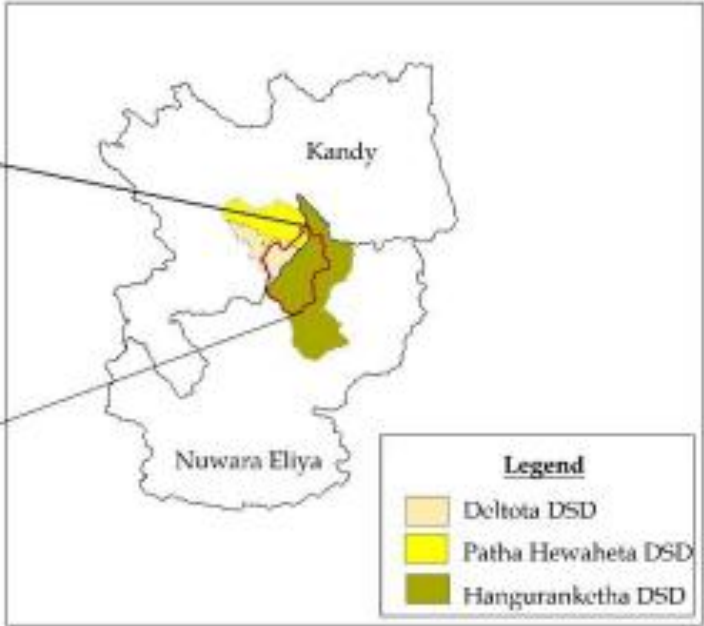 Kandy
Nuwara Eliya
Legend
Deltota DSD
Patha Hewaheta DSD
Hanguranketha DSD